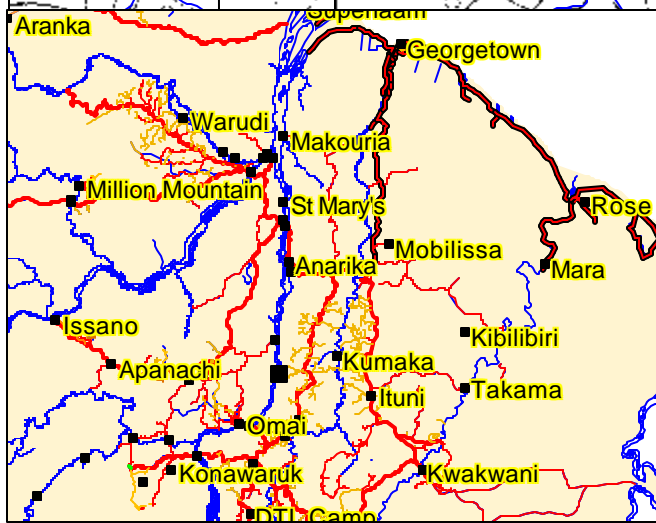 Supenaam
Aranka
Georgetown
Warudi
Makouria
Million Mountain
St Mary's
Rose
Mobilissa
Anarika
Mara
Issano
Kibilibiri
Apanachi
Kumaka
Takama
Ituni
Omai
Konawaruk
Kwakwani
DTL Camp